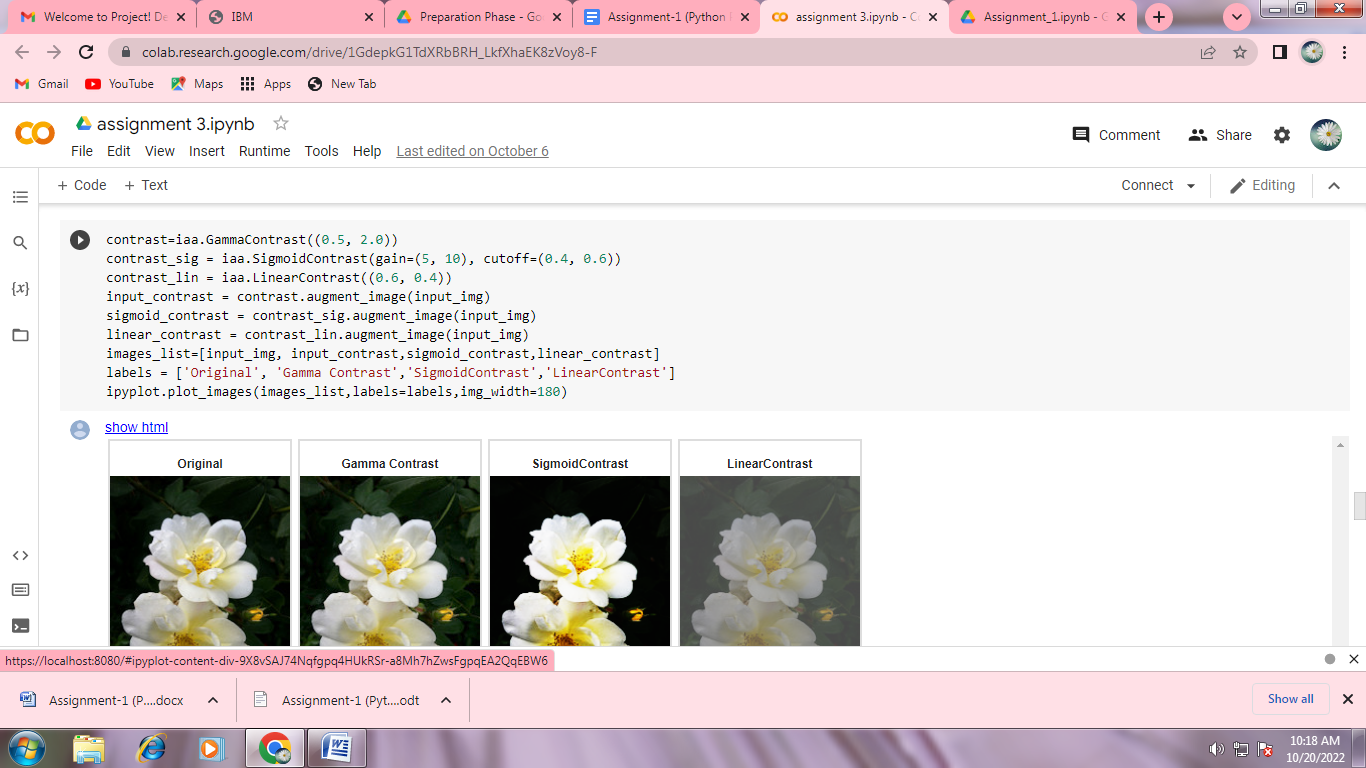 Welcome to Project! De
IBM
Preparation Phase - Go
Assignment-1 (Python
assignment 3.ipynb - C
Assignment_1.ipynb - G
colab.research.google.com/drive/1GdepkG1TdXRbBRH_LkfXhaEK8zVoy8-F
Gmail YouTube Maps Apps New Tab
assignment 3.ipynb
Comment Share
File Edit View Insert Runtime Tools Help Last edited on October 6
+ Code + Text Connect Editing
contrast=iaa.GammaContrast((0.5, 2.0))
contrast_sig = iaa.SigmoidContrast(gain=(5, 10), cutoff=(0.4, 0.6))
contrast_lin = iaa.LinearContrast((0.6, 0.4))
input_contrast = contrast.augment_image(input_img)
sigmoid_contrast = contrast_sig.augment_image(input_img)
linear_contrast = contrast_lin.augment_image(input_img)
images_list=[input_img, input_contrast,sigmoid_contrast,linear_contrast]
labels = ['Original', 'Gamma Contrast','SigmoidContrast','LinearContrast']
ipyplot.plot_images(images_list,labels=labels,img_width=180)
{x}
show html
Original Gamma Contrast SigmoidContrast LinearContrast
https://localhost:8080/#ipyplot-content-div-9X8vSAJ74Nqfgpq4HUkRSr-a8Mh7hZwsFgpqEA2QqEBW6
Assignment-1 (P....docx Assignment-1 (Pyt....odt Show all
10:18 AM
10/20/2022